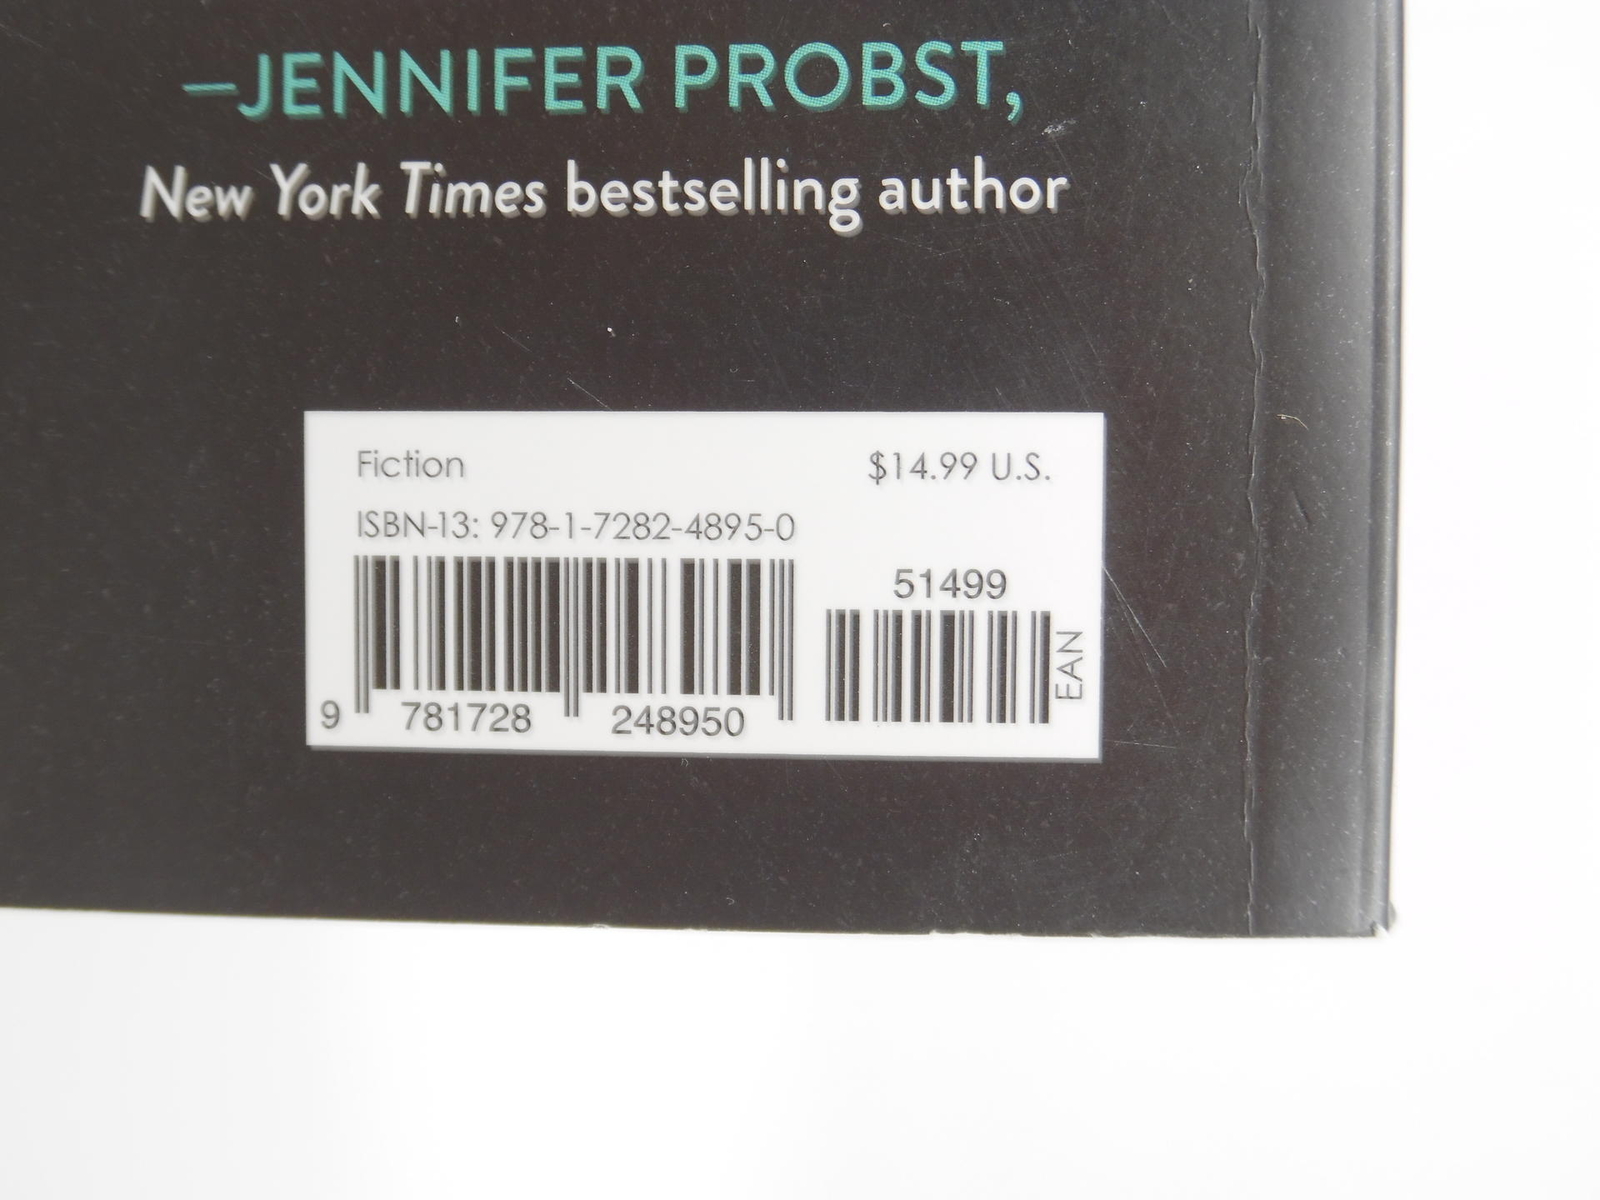 —JENNIFER PROBST,
New York Times bestselling author
Fiction
$14.99 U.S.
ISBN-13: 978-1-7282-4895-0
51499
EAN
9 781728 248950